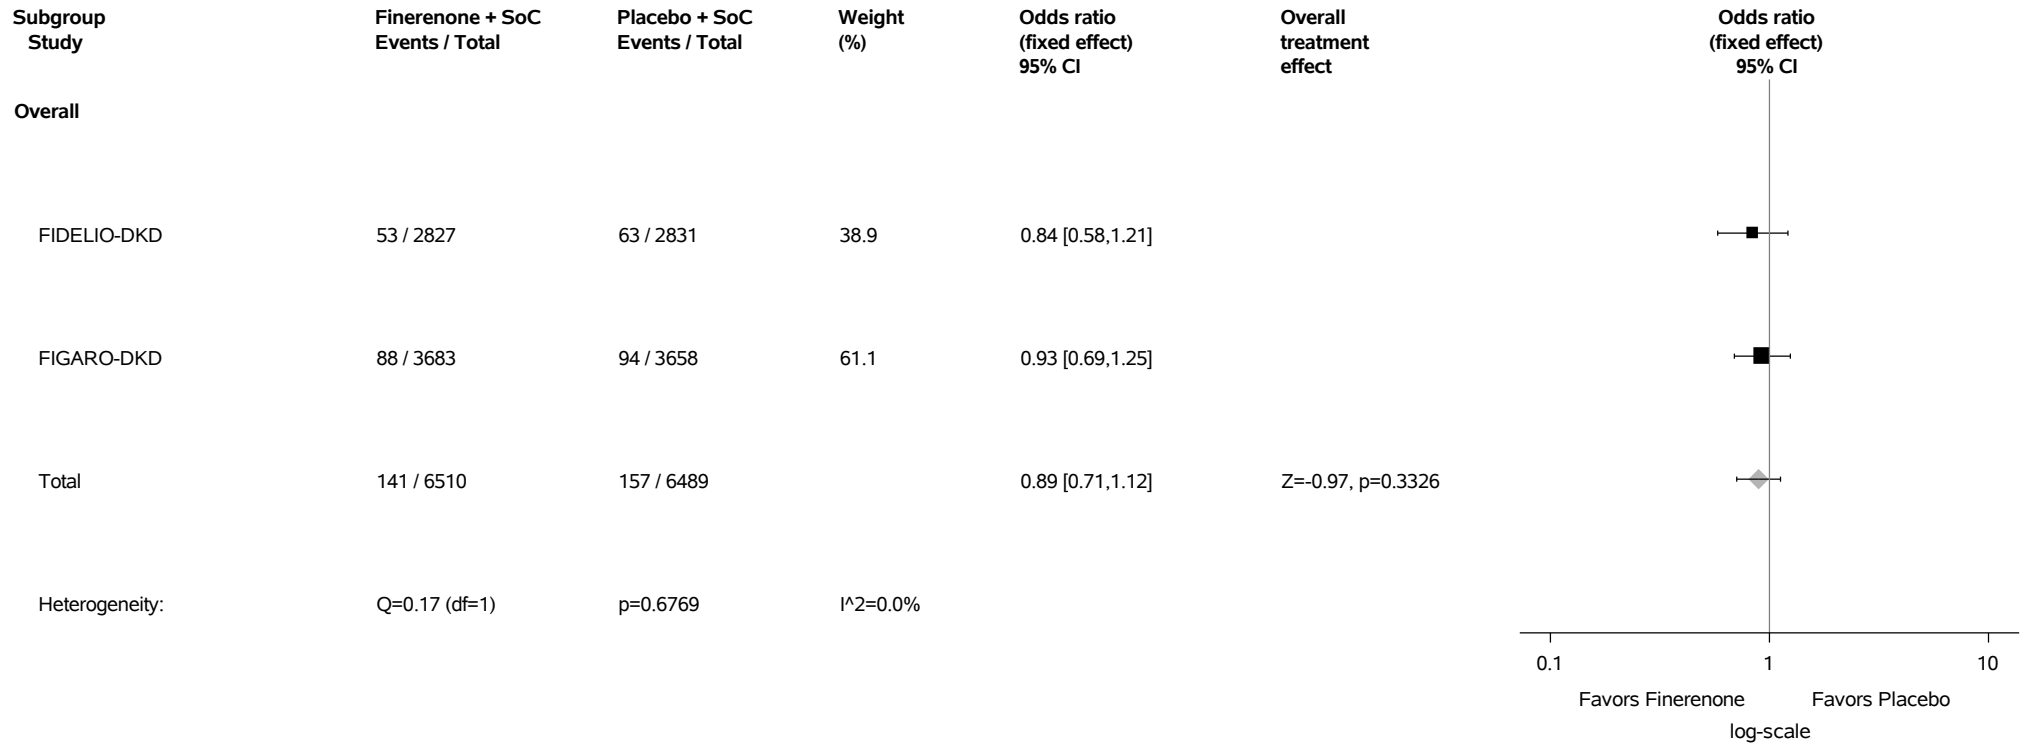 Subgroup Finerenone + SoC Placebo + SoC Weight Odds ratio Overall Odds ratio
Study Events / Total Events / Total (%) (fixed effect) treatment (fixed effect)
95% CI effect 95% CI
Overall
FIDELIO-DKD 53 / 2827 63 / 2831 38.9 0.84 [0.58,1.21]
FIGARO-DKD 88 / 3683 94 / 3658 61.1 0.93 [0.69,1.25]
Total 141 / 6510 157 / 6489 0.89 [0.71,1.12] Z=-0.97, p=0.3326
Heterogeneity: Q=0.17 (df=1) p=0.6769 I^2=0.0%
0.1 1 10
Favors Finerenone Favors Placebo
log-scale